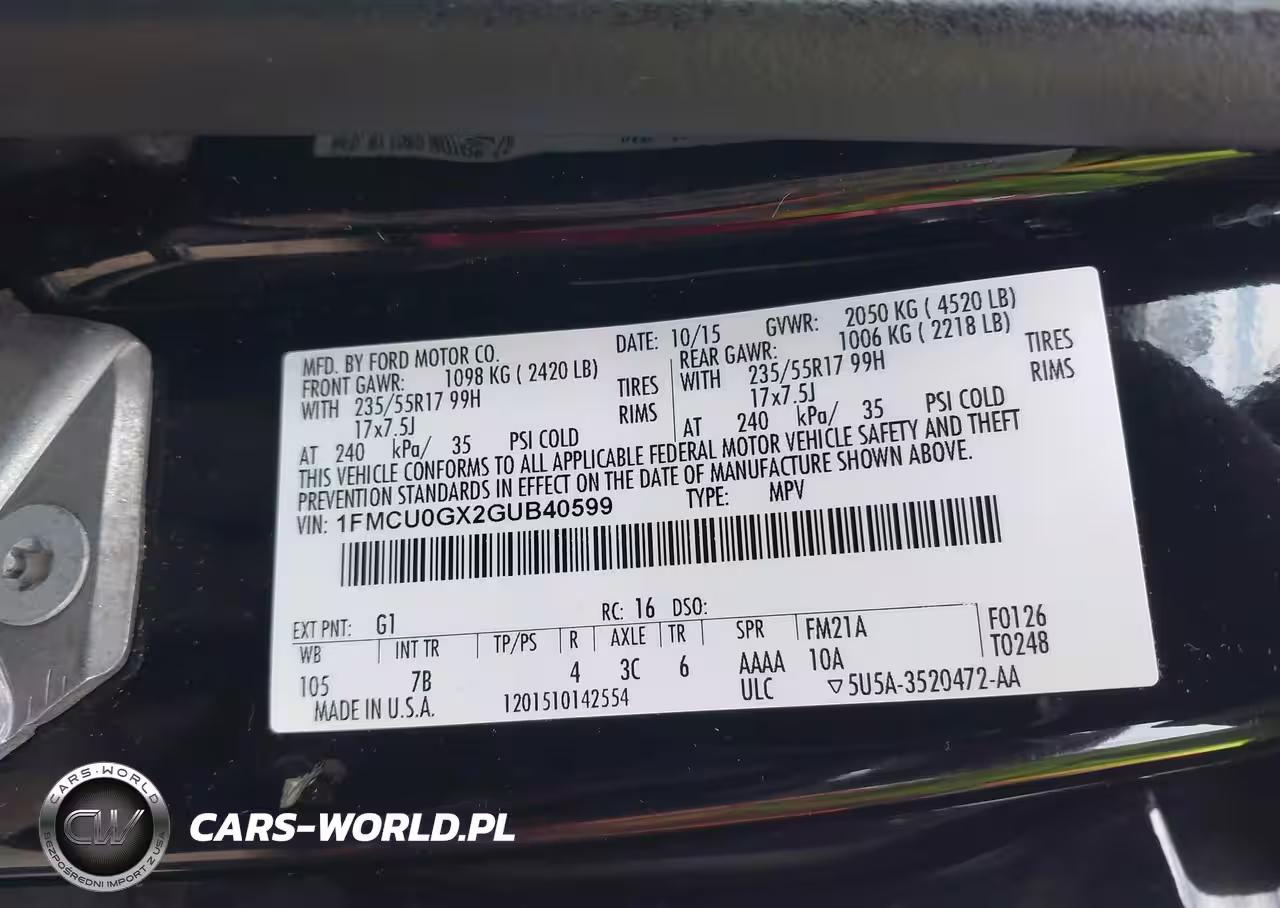 MFD. BY FORD MOTOR CO. DATE: 10/15 GVWR: 2050 KG ( 4520 LB)
FRONT GAWR: 1098 KG ( 2420 LB) REAR GAWR: 1006 KG ( 2218 LB)
WITH 235/55R17 99H TIRES WITH 235/55R17 99H TIRES
17x7.5J RIMS 17x7.5J RIMS
AT 240 kPa/ 35 PSI COLD AT 240 kPa/ 35 PSI COLD
THIS VEHICLE CONFORMS TO ALL APPLICABLE FEDERAL MOTOR VEHICLE SAFETY AND THEFT
PREVENTION STANDARDS IN EFFECT ON THE DATE OF MANUFACTURE SHOWN ABOVE.
VIN: 1FMCU0GX2GUB40599 TYPE: MPV
EXT PNT: G1 RC: 16 DSO:
WB INT TR TP/PS R AXLE TR SPR FM21A F0126
105 7B 4 3C 6 AAAA 10A T0248
MADE IN U.S.A. 1201510142554 ULC ▽5U5A-3520472-AA
CARS-WORLD
CW
BEZPOŚREDNI IMPORT Z USA
CARS-WORLD.PL